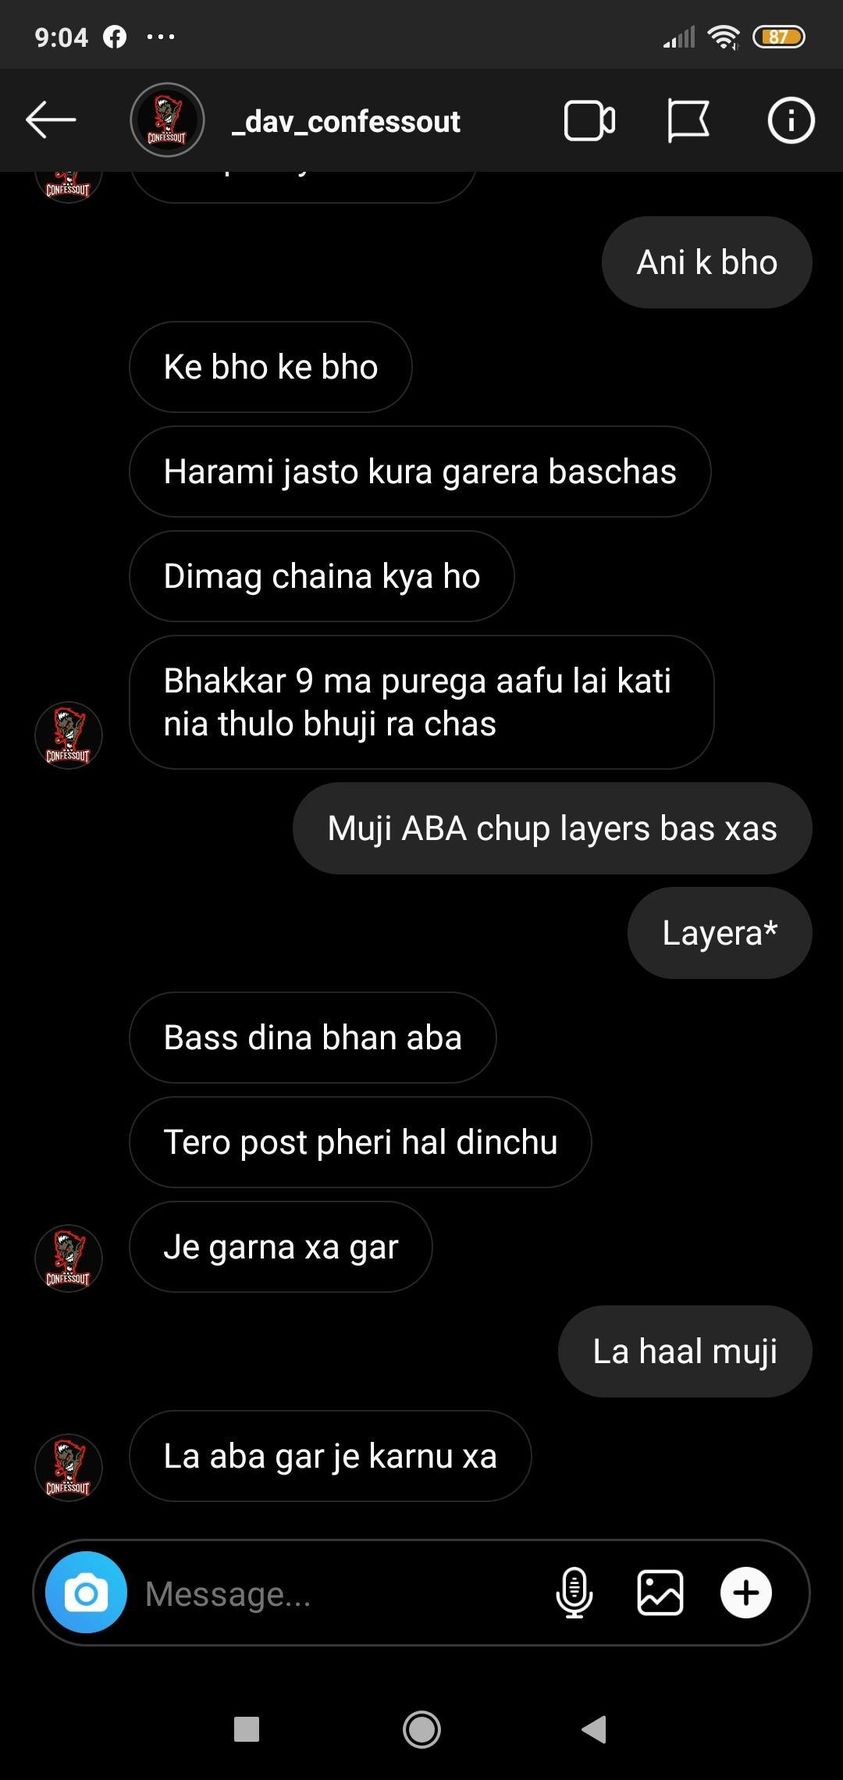 9:04
87
_dav_confessout
CONFESSOUT
CONFESSOUT
Ani k bho
Ke bho ke bho
Harami jasto kura garera baschas
Dimag chaina kya ho
Bhakkar 9 ma purega aafu lai kati
nia thulo bhuji ra chas
CONFESSOUT
Muji ABA chup layers bas xas
Layera*
Bass dina bhan aba
Tero post pheri hal dinchu
Je garna xa gar
CONFESSOUT
La haal muji
La aba gar je karnu xa
CONFESSOUT
Message...